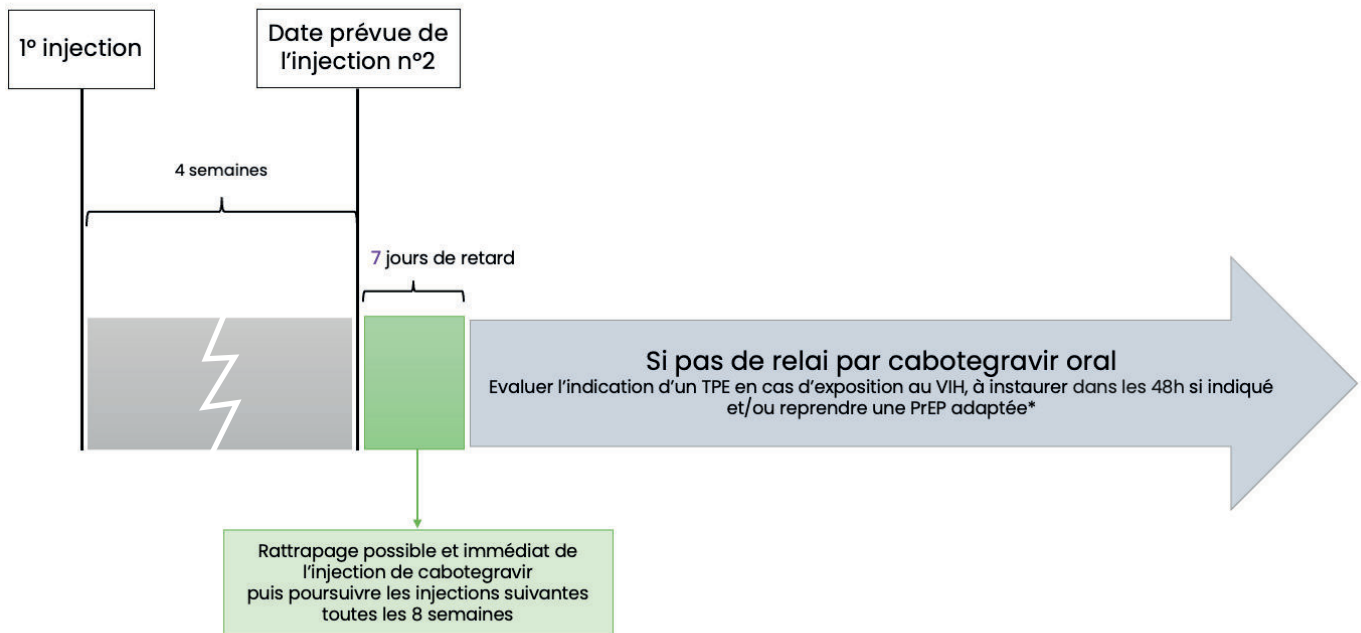 1° injection
Date prévue de
l'injection n°2
4 semaines
7 jours de retard
Si pas de relai par cabotegravir oral
Evaluer l'indication d'un TPE en cas d'exposition au VIH, à instaurer dans les 48h si indiqué
et/ou reprendre une PrEP adaptée*
Rattrapage possible et immédiat de
l'injection de cabotegravir
puis poursuivre les injections suivantes
toutes les 8 semaines